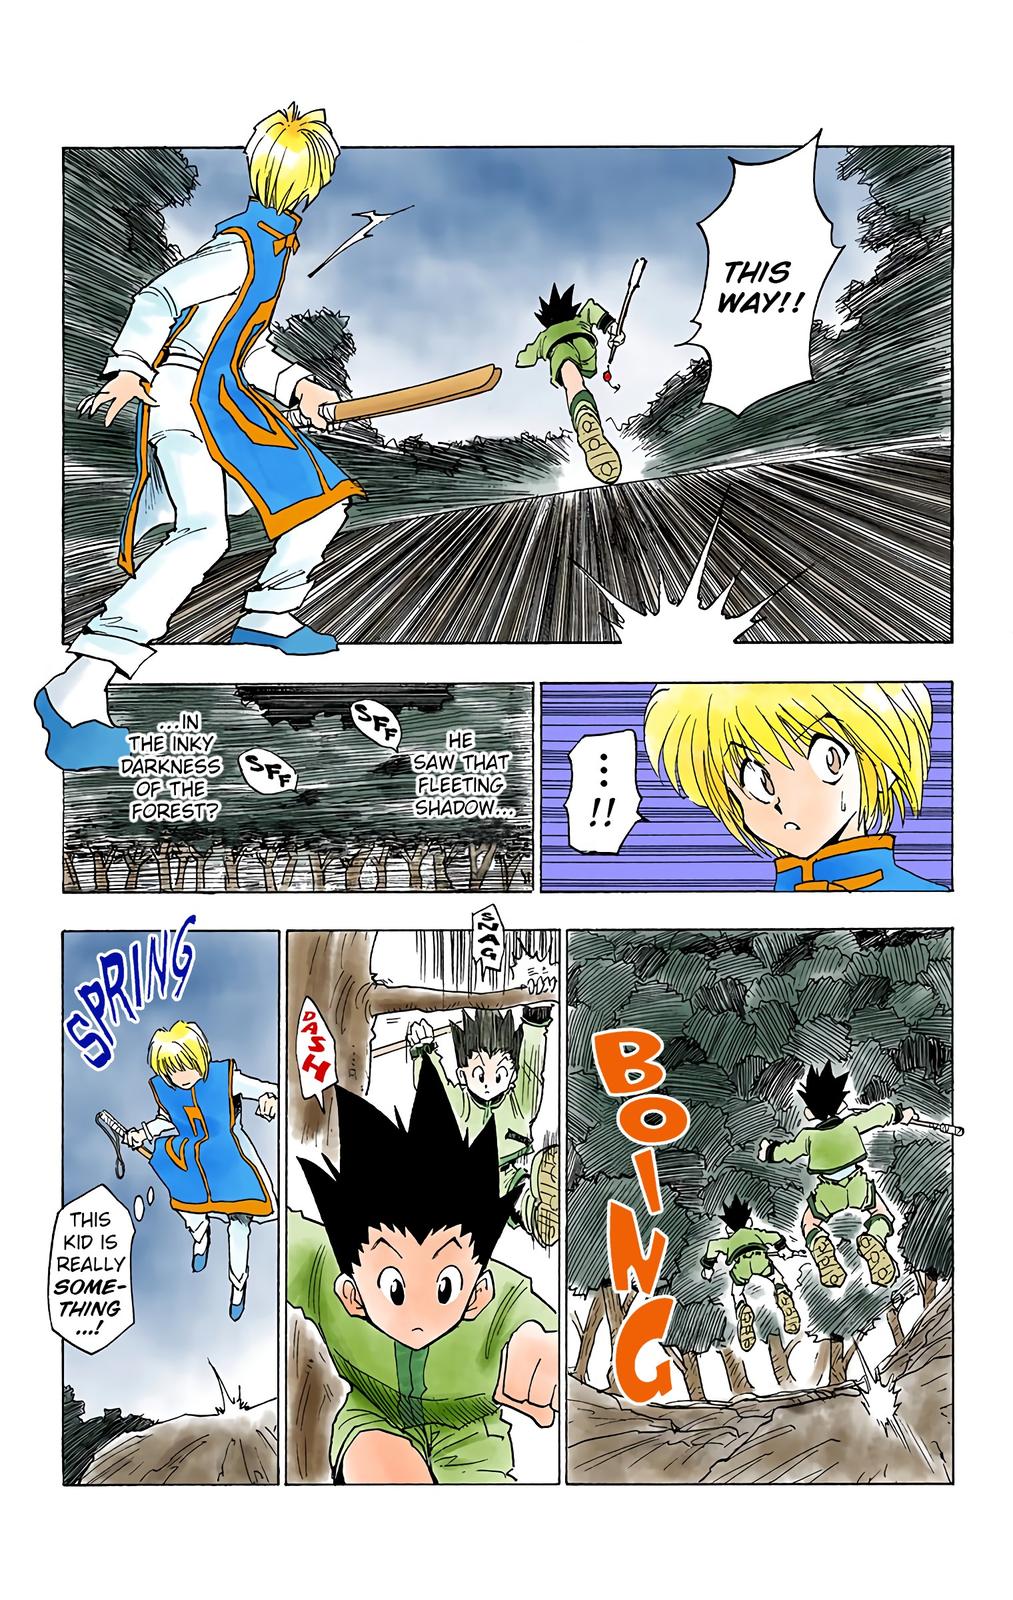 THIS
WAY!!
...!!
HE
SAW THAT
FLEETING
SHADOW...
SFF
SFF
...IN
THE INKY
DARKNESS
OF THE
FOREST?
BOING
SNAG
DASH
SPRING
THIS
KID IS
REALLY
SOME-
THING
...!